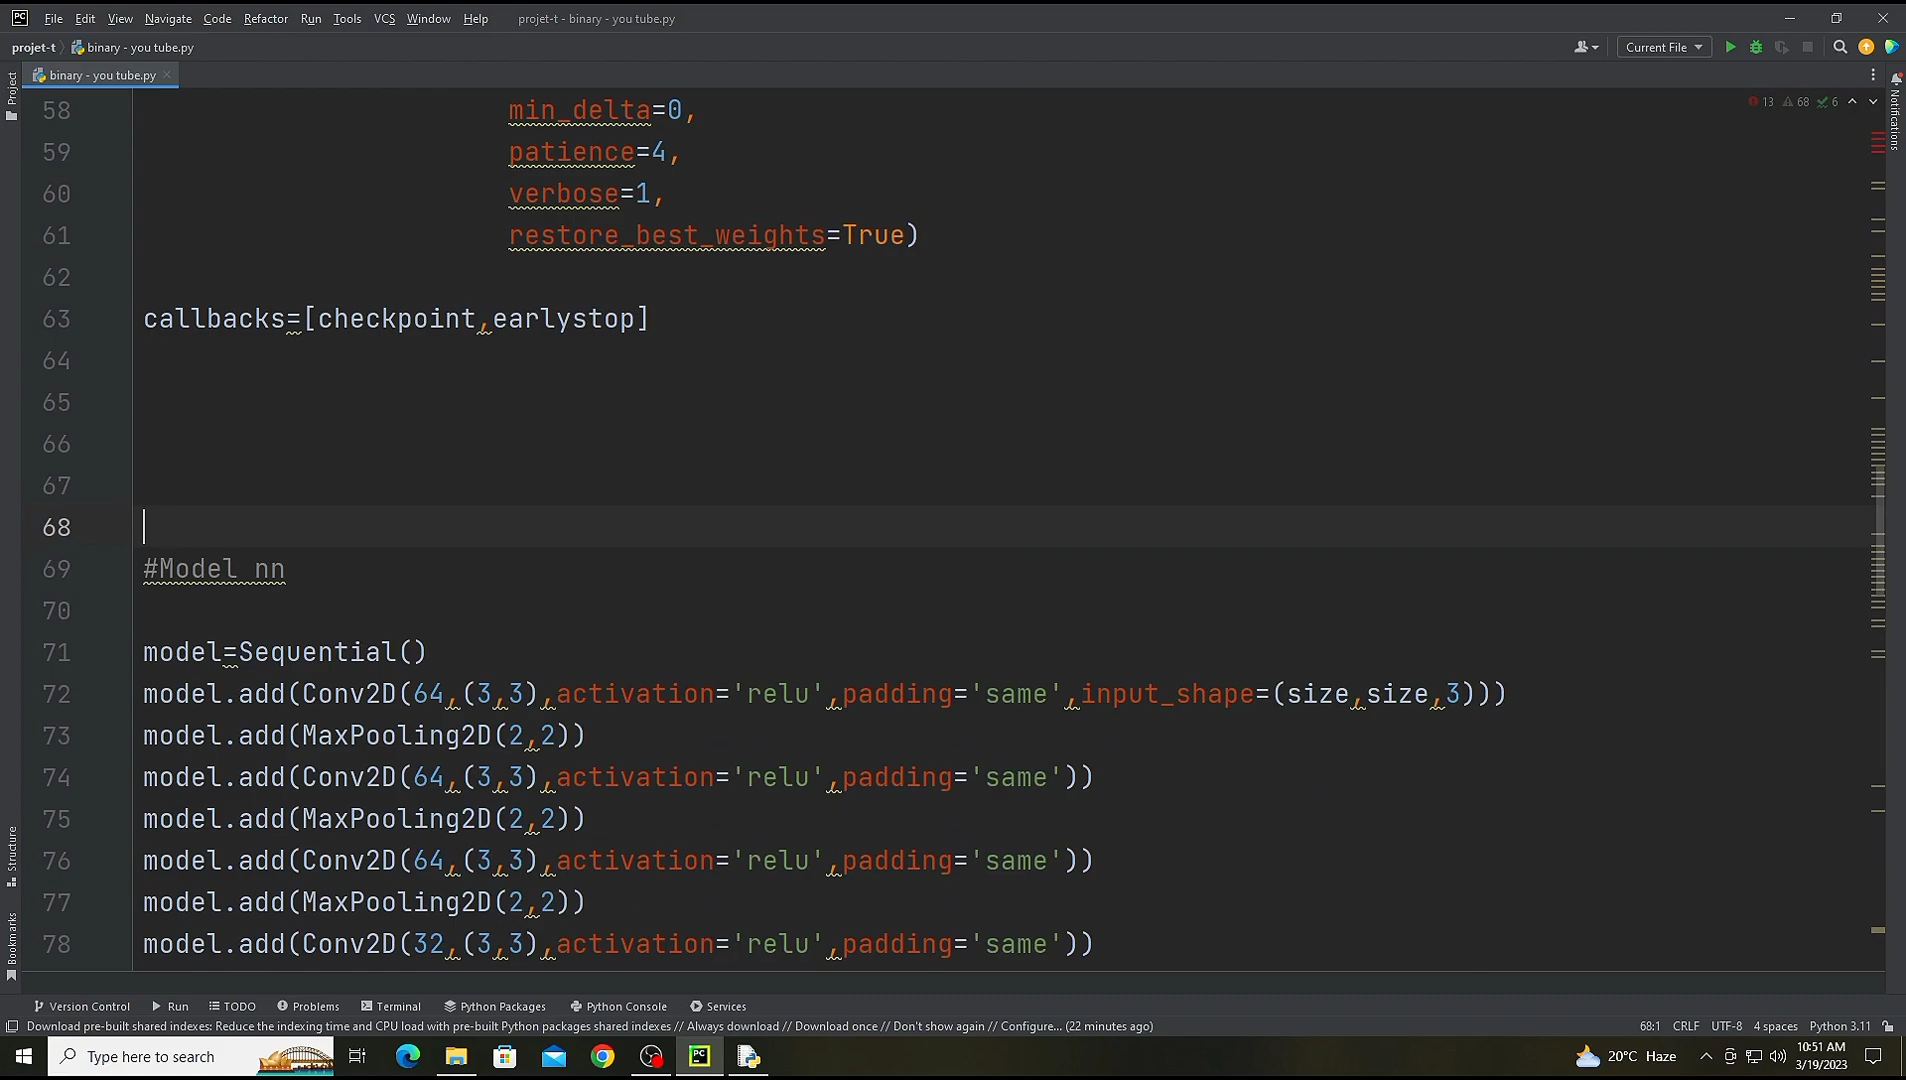 File Edit View Navigate Code Refactor Run Tools VCS Window Help projet-t - binary - you tube.py
projet-t binary - you tube.py Current File
binary - you tube.py
13 68 6
58 min_delta=0,
59 patience=4,
60 verbose=1,
61 restore_best_weights=True)
62
63 callbacks=[checkpoint,earlystop]
64
65
66
67
68
69 #Model nn
70
71 model=Sequential()
72 model.add(Conv2D(64,(3,3),activation='relu',padding='same',input_shape=(size,size,3)))
73 model.add(MaxPooling2D(2,2))
74 model.add(Conv2D(64,(3,3),activation='relu',padding='same'))
75 model.add(MaxPooling2D(2,2))
76 model.add(Conv2D(64,(3,3),activation='relu',padding='same'))
77 model.add(MaxPooling2D(2,2))
78 model.add(Conv2D(32,(3,3),activation='relu',padding='same'))
Project
Structure
Bookmarks
Notifications
Version Control Run TODO Problems Terminal Python Packages Python Console Services
Download pre-built shared indexes: Reduce the indexing time and CPU load with pre-built Python packages shared indexes // Always download // Download once // Don't show again // Configure... (22 minutes ago) 68:1 CRLF UTF-8 4 spaces Python 3.11
Type here to search 20°C Haze 10:51 AM
3/19/2023